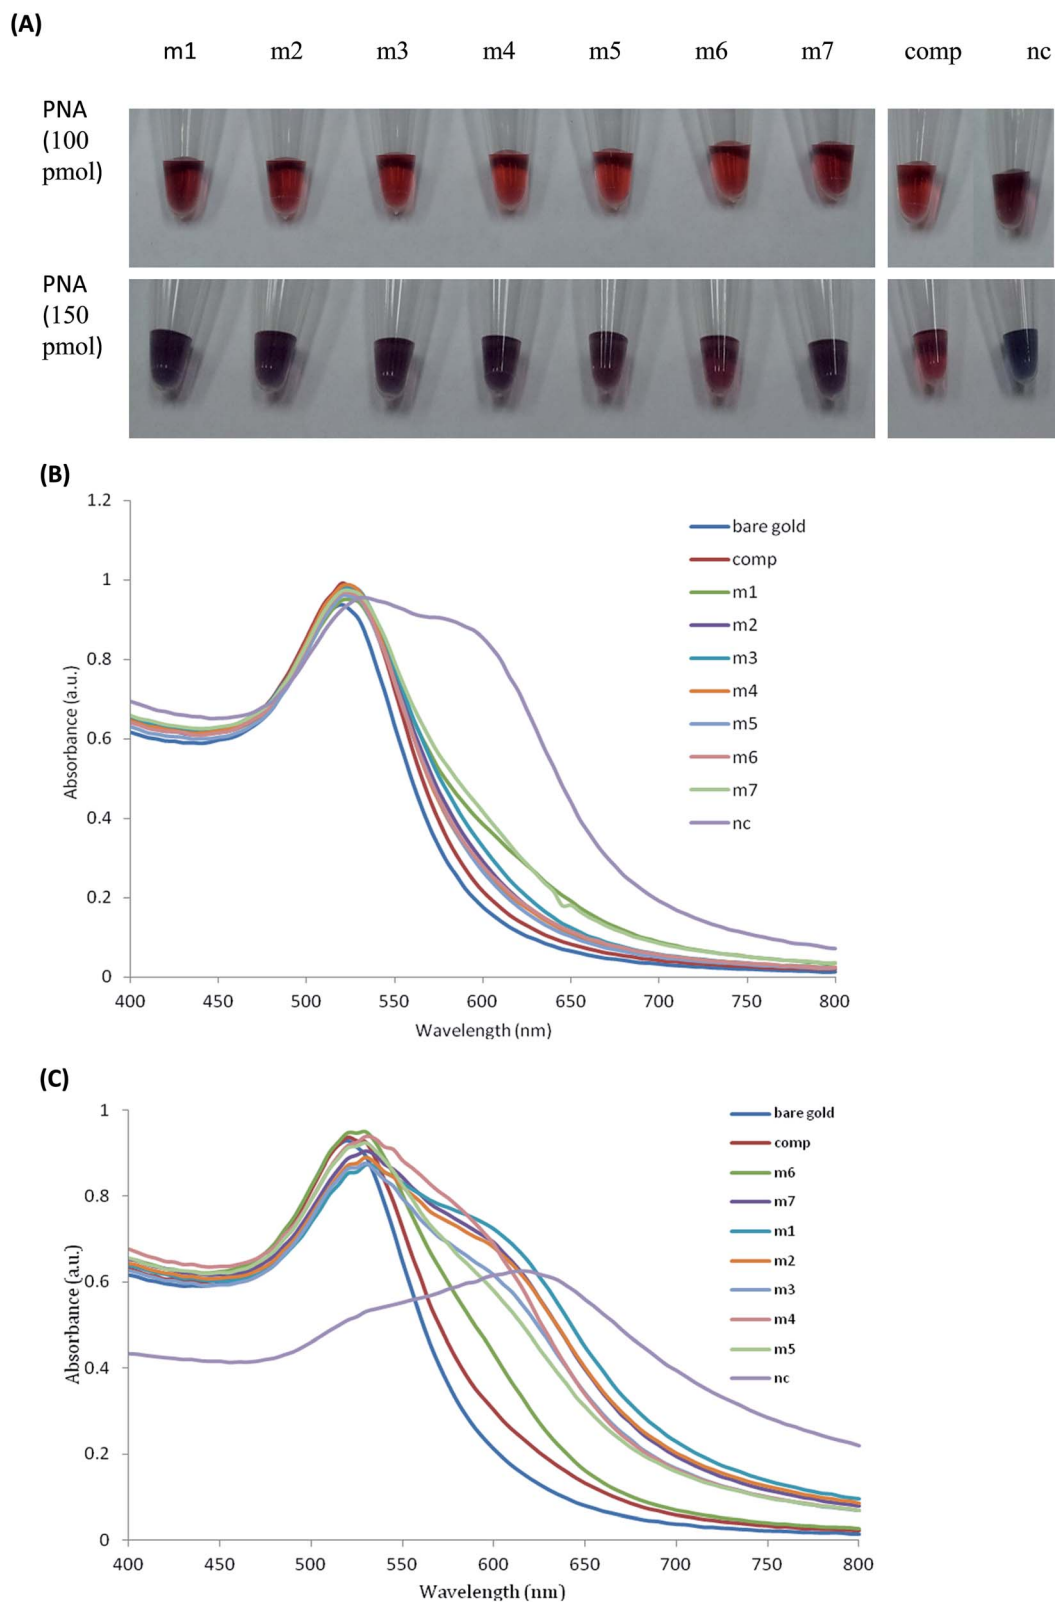 (A)
m1 m2 m3 m4 m5 m6 m7 comp nc
PNA
(100
pmol)
PNA
(150
pmol)
(B)
1.2
1
0.8
0.6
0.4
0.2
0
Absorbance (a.u.)
400 450 500 550 600 650 700 750 800
Wavelength (nm)
bare gold
comp
m1
m2
m3
m4
m5
m6
m7
nc
(C)
1
0.8
0.6
0.4
0.2
0
Absorbance (a.u.)
400 450 500 550 600 650 700 750 800
Wavelength (nm)
bare gold
comp
m6
m7
m1
m2
m3
m4
m5
nc